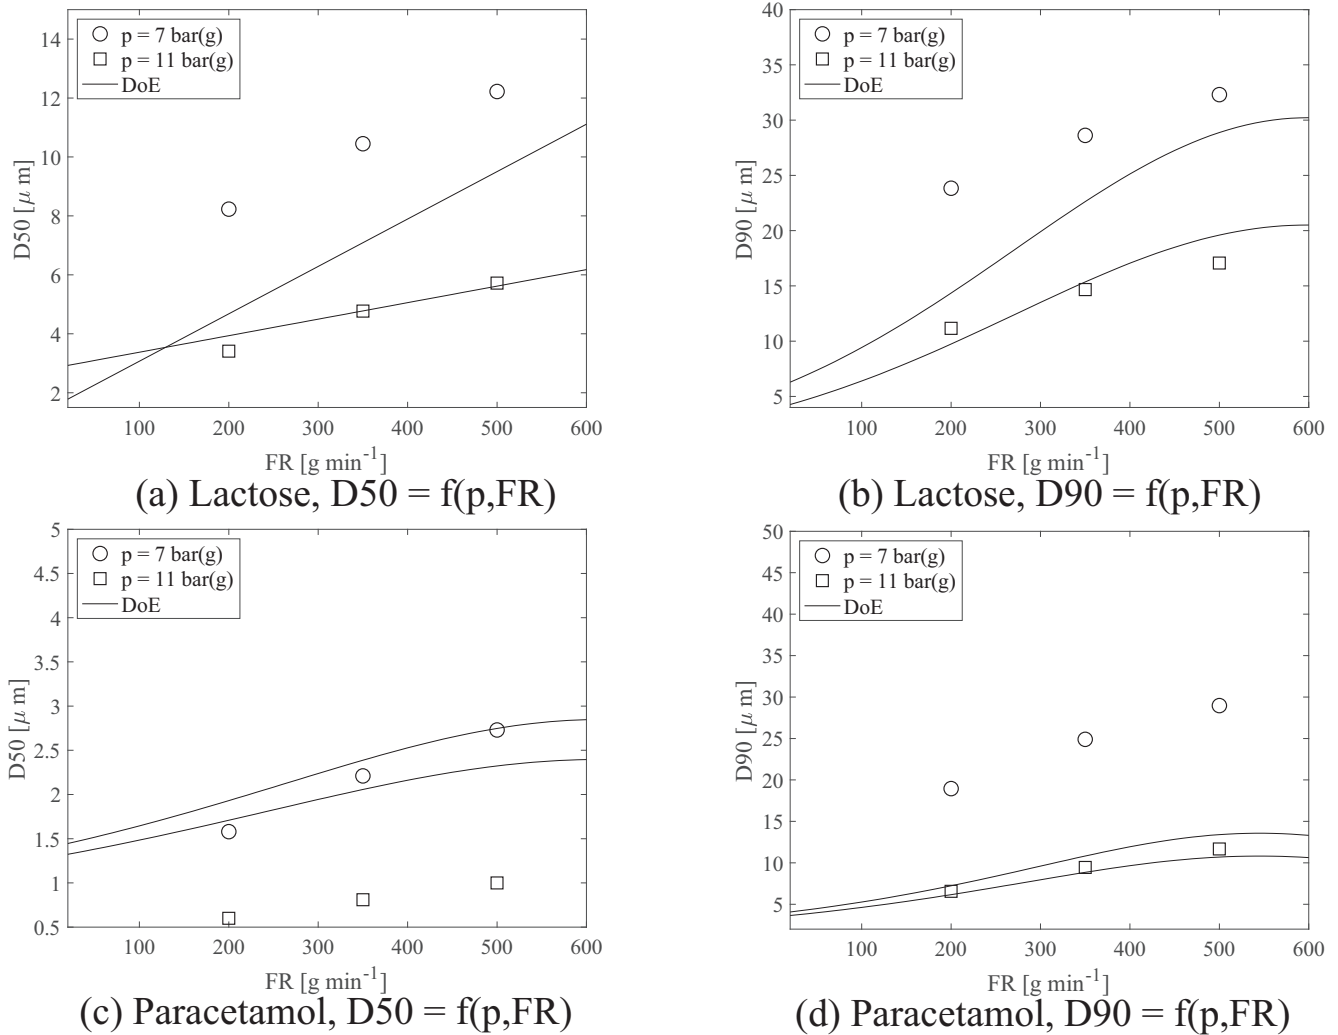 p = 7 bar(g)
p = 11 bar(g)
DoE
14
12
10
8
6
4
2
D50 [μ m]
100 200 300 400 500 600
FR [g min⁻¹]
(a) Lactose, D50 = f(p,FR)
p = 7 bar(g)
p = 11 bar(g)
DoE
40
35
30
25
20
15
10
5
D90 [μ m]
100 200 300 400 500 600
FR [g min⁻¹]
(b) Lactose, D90 = f(p,FR)
p = 7 bar(g)
p = 11 bar(g)
DoE
5
4.5
4
3.5
3
2.5
2
1.5
1
0.5
D50 [μ m]
100 200 300 400 500 600
FR [g min⁻¹]
(c) Paracetamol, D50 = f(p,FR)
p = 7 bar(g)
p = 11 bar(g)
DoE
50
45
40
35
30
25
20
15
10
5
D90 [μ m]
100 200 300 400 500 600
FR [g min⁻¹]
(d) Paracetamol, D90 = f(p,FR)